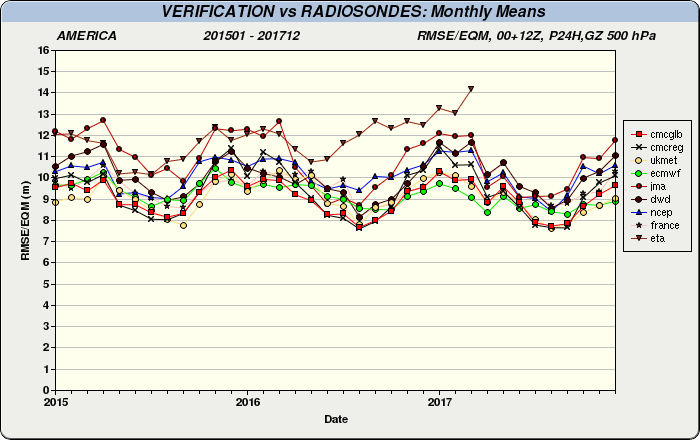 VERIFICATION vs RADIOSONDES: Monthly Means
AMERICA 201501 - 201712 RMSE/EQM, 00+12Z, P24H,GZ 500 hPa
16
15
14
13
12
11
10
9
8
7
6
5
4
3
2
1
0
RMSE/EQM (m)
2015 2016 2017
Date
cmcglb
cmcreg
ukmet
ecmwf
jma
dwd
ncep
france
eta